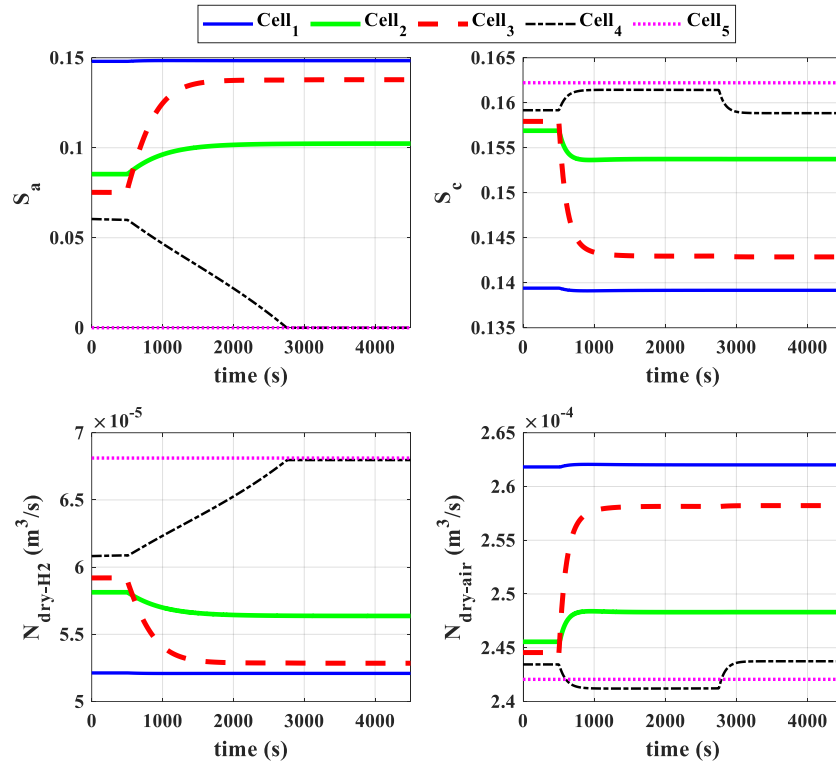 Cell1 Cell2 Cell3 Cell4 Cell5
0.15
0.1
0.05
0
Sa
0 1000 2000 3000 4000
time (s)
0.165
0.16
0.155
0.15
0.145
0.14
0.135
Sc
0 1000 2000 3000 4000
time (s)
×10-5
7
6.5
6
5.5
5
Ndry-H2 (m3/s)
0 1000 2000 3000 4000
time (s)
×10-4
2.65
2.6
2.55
2.5
2.45
2.4
Ndry-air (m3/s)
0 1000 2000 3000 4000
time (s)